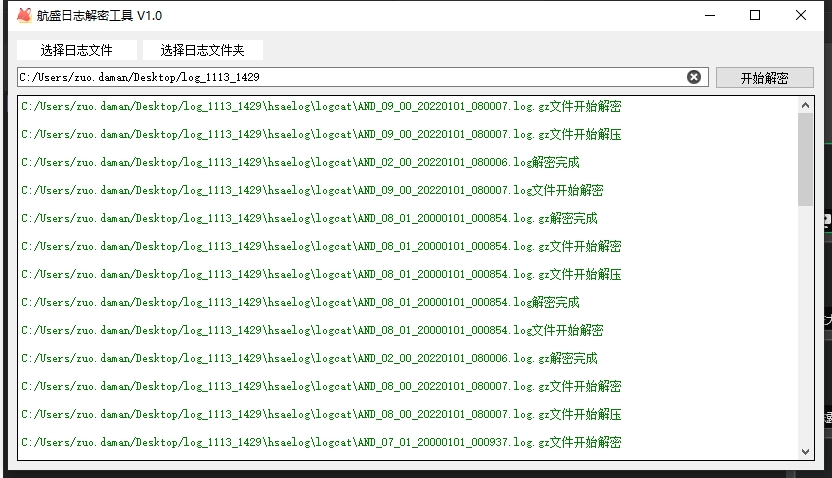 航盛日志解密工具 V1.0
选择日志文件 选择日志文件夹
C:/Users/zuo.daman/Desktop/log_1113_1429 开始解密
C:/Users/zuo.daman/Desktop/log_1113_1429\hsaelog\logcat\AND_09_00_20220101_080007.log.gz文件开始解密
C:/Users/zuo.daman/Desktop/log_1113_1429\hsaelog\logcat\AND_09_00_20220101_080007.log.gz文件开始解压
C:/Users/zuo.daman/Desktop/log_1113_1429\hsaelog\logcat\AND_02_00_20220101_080006.log解密完成
C:/Users/zuo.daman/Desktop/log_1113_1429\hsaelog\logcat\AND_09_00_20220101_080007.log文件开始解密
C:/Users/zuo.daman/Desktop/log_1113_1429\hsaelog\logcat\AND_08_01_20000101_000854.log.gz解密完成
C:/Users/zuo.daman/Desktop/log_1113_1429\hsaelog\logcat\AND_08_01_20000101_000854.log.gz文件开始解密
C:/Users/zuo.daman/Desktop/log_1113_1429\hsaelog\logcat\AND_08_01_20000101_000854.log.gz文件开始解压
C:/Users/zuo.daman/Desktop/log_1113_1429\hsaelog\logcat\AND_08_01_20000101_000854.log解密完成
C:/Users/zuo.daman/Desktop/log_1113_1429\hsaelog\logcat\AND_08_01_20000101_000854.log文件开始解密
C:/Users/zuo.daman/Desktop/log_1113_1429\hsaelog\logcat\AND_02_00_20220101_080006.log.gz解密完成
C:/Users/zuo.daman/Desktop/log_1113_1429\hsaelog\logcat\AND_08_00_20220101_080007.log.gz文件开始解密
C:/Users/zuo.daman/Desktop/log_1113_1429\hsaelog\logcat\AND_08_00_20220101_080007.log.gz文件开始解压
C:/Users/zuo.daman/Desktop/log_1113_1429\hsaelog\logcat\AND_07_01_20000101_000937.log.gz文件开始解密